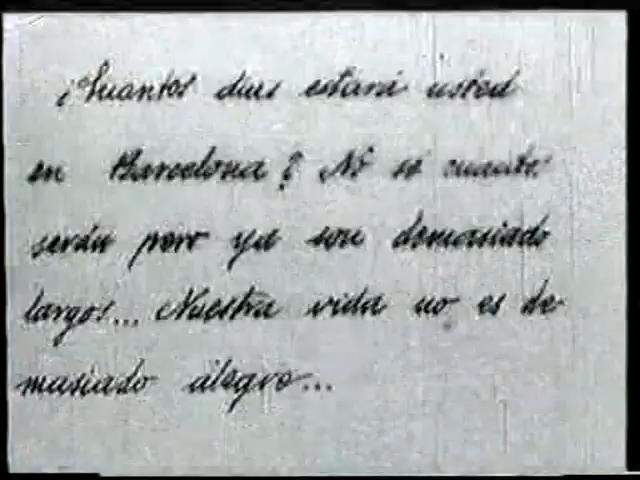 ¿Cuantos dias estará usted
en Barcelona? No sé cuantos
serán pero ya son demasiado
largos... Nuestra vida no es de
masiado alegre...